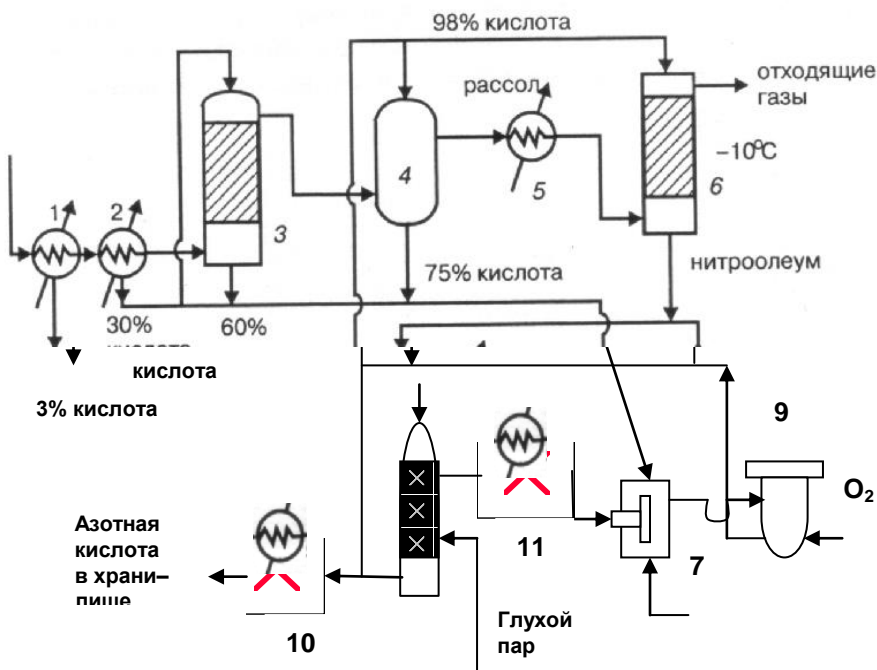 98% кислота
отходящие
газы
рассол
–10⁰C
1
2
3
4
5
6
75% кислота
нитроолеум
30%
60%
кислота
3% кислота
9
O₂
Азотная
кислота
в храни–
лище
11
7
Глухой
пар
10